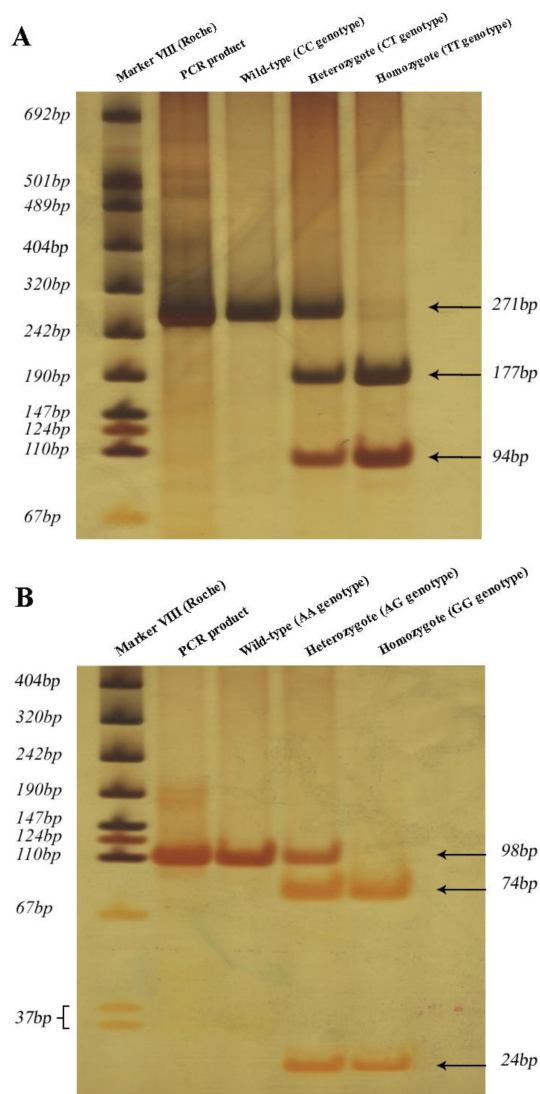 A
Marker VIII (Roche)
PCR product
Wild-type (CC genotype)
Heterozygote (CT genotype)
Homozygote (TT genotype)
692bp
501bp
489bp
404bp
320bp
242bp
190bp
147bp
124bp
110bp
67bp
271bp
177bp
94bp
B
Marker VIII (Roche)
PCR product
Wild-type (AA genotype)
Heterozygote (AG genotype)
Homozygote (GG genotype)
404bp
320bp
242bp
190bp
147bp
124bp
110bp
67bp
37bp
98bp
74bp
24bp